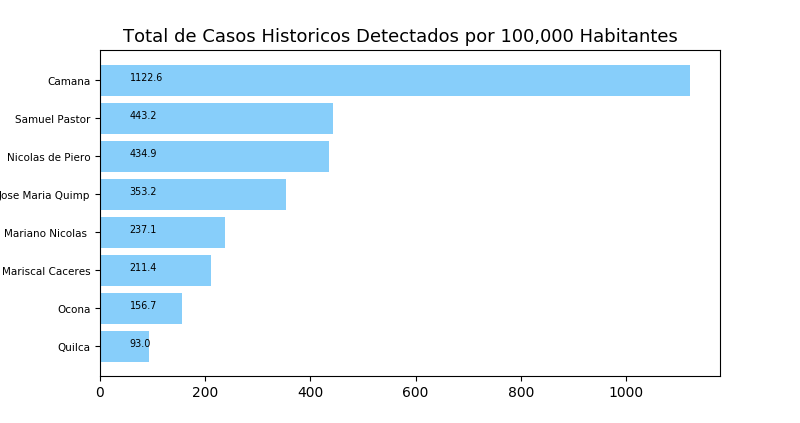 Total de Casos Historicos Detectados por 100,000 Habitantes
Camana 1122.6
Samuel Pastor 443.2
Nicolas de Piero 434.9
Jose Maria Quimp 353.2
Mariano Nicolas 237.1
Mariscal Caceres 211.4
Ocona 156.7
Quilca 93.0
0 200 400 600 800 1000